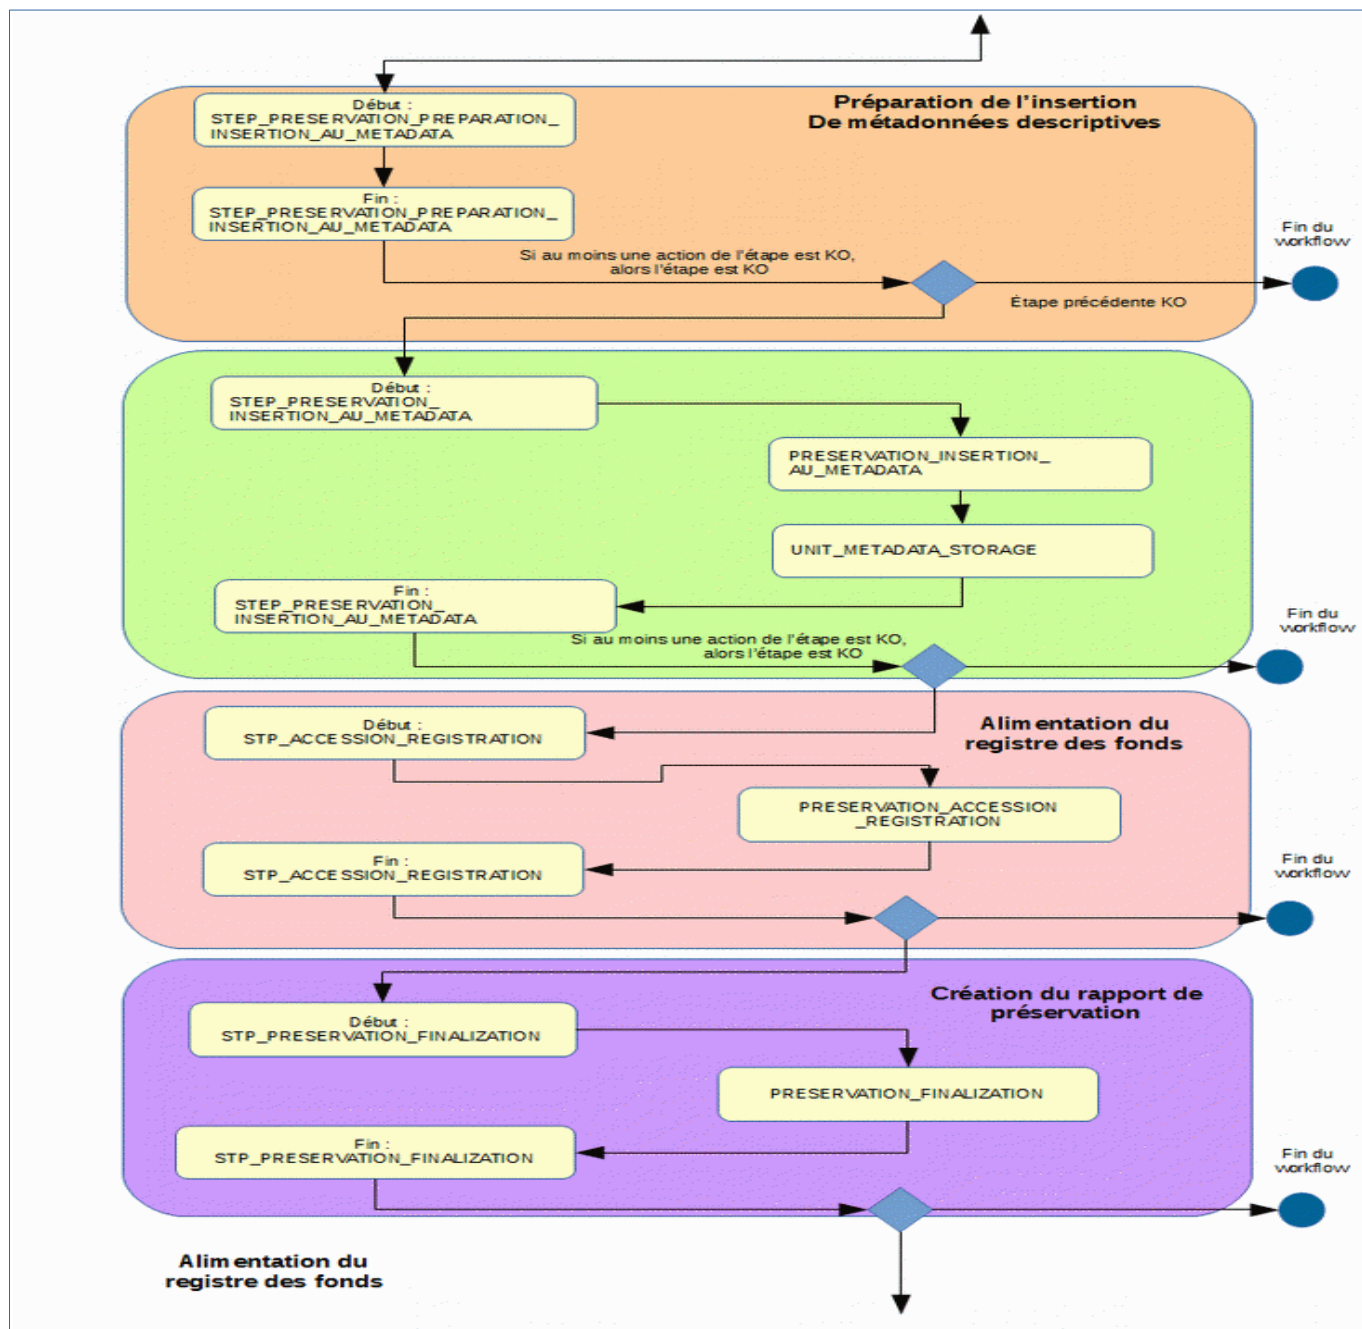 Préparation de l'insertion
De métadonnées descriptives
Début :
STEP_PRESERVATION_PREPARATION_
INSERTION_AU_METADATA
Fin :
STEP_PRESERVATION_PREPARATION_
INSERTION_AU_METADATA
Si au moins une action de l'étape est KO,
alors l'étape est KO
Étape précédente KO
Fin du
workflow
Début :
STEP_PRESERVATION_
INSERTION_AU_METADATA
PRESERVATION_INSERTION_
AU_METADATA
UNIT_METADATA_STORAGE
Fin :
STEP_PRESERVATION_
INSERTION_AU_METADATA
Si au moins une action de l'étape est KO,
alors l'étape est KO
Fin du
workflow
Alimentation du
registre des fonds
Début :
STP_ACCESSION_REGISTRATION
PRESERVATION_ACCESSION
_REGISTRATION
Fin :
STP_ACCESSION_REGISTRATION
Fin du
workflow
Création du rapport de
préservation
Début :
STP_PRESERVATION_FINALIZATION
PRESERVATION_FINALIZATION
Fin :
STP_PRESERVATION_FINALIZATION
Fin du
workflow
Alimentation du
registre des fonds